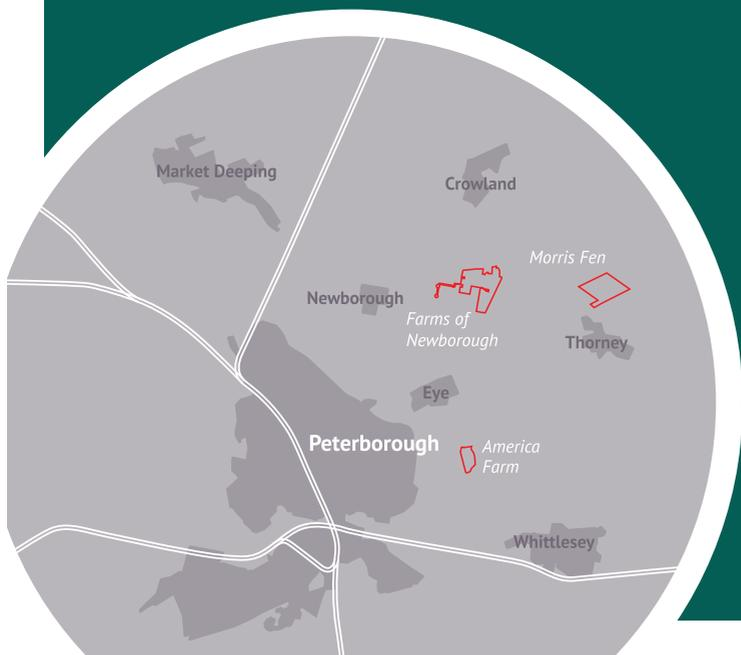 Market Deeping
Crowland
Morris Fen
Newborough
Farms of
Newborough
Thorney
Eye
Peterborough
America
Farm
Whittlesey